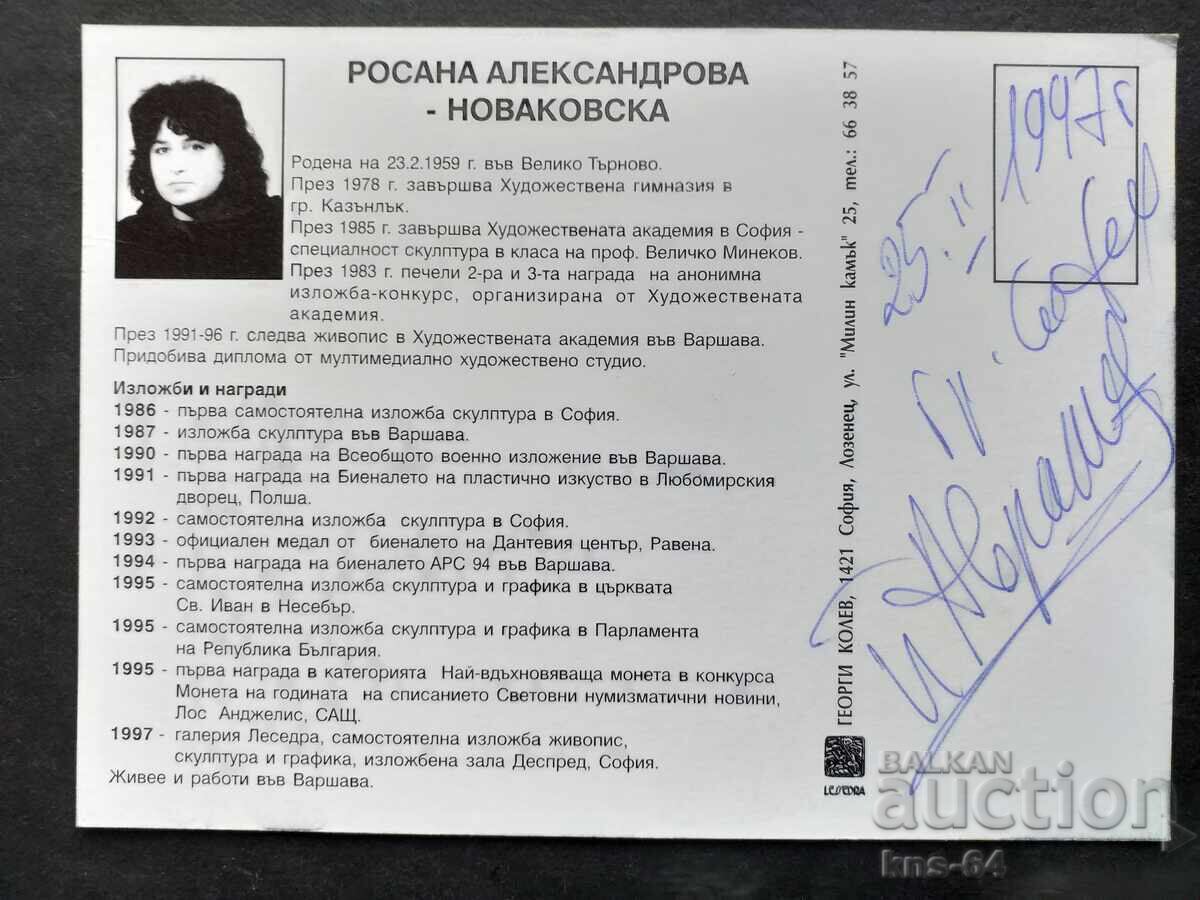 РОСАНА АЛЕКСАНДРОВА
- НОВАКОВСКА
Родена на 23.2.1959 г. във Велико Търново.
През 1978 г. завършва Художествена гимназия в
гр. Казънлък.
През 1985 г. завършва Художествената академия в София -
специалност скулптура в класа на проф. Величко Минеков.
През 1983 г. печели 2-ра и 3-та награда на анонимна
изложба-конкурс, организирана от Художествената
академия.
През 1991-96 г. следва живопис в Художествената академия във Варшава.
Придобива диплома от мултимедиално художествено студио.
Изложби и награди
1986 - първа самостоятелна изложба скулптура в София.
1987 - изложба скулптура във Варшава.
1990 - първа награда на Всеобщото военно изложение във Варшава.
1991 - първа награда на Биеналето на пластично изкуство в Любомирския
дворец, Полша.
1992 - самостоятелна изложба скулптура в София.
1993 - официален медал от биеналето на Дантевия център, Равена.
1994 - първа награда на биеналето АРС 94 във Варшава.
1995 - самостоятелна изложба скулптура и графика в църквата
Св. Иван в Несебър.
1995 - самостоятелна изложба скулптура и графика в Парламента
на Република България.
1995 - първа награда в категорията Най-вдъхновяваща монета в конкурса
Монета на годината на списанието Световни нумизматични новини,
Лос Анджелис, САЩ.
1997 - галерия Леседра, самостоятелна изложба живопис,
скулптура и графика, изложбена зала Деспред, София.
Живее и работи във Варшава.
ГЕОРГИ КОЛЕВ, 1421 София, Лозенец, ул. "Милин камък" 25, тел.: 66 38 57
LESEDRA
25. II 1997г
BALKAN
auction
kns-64